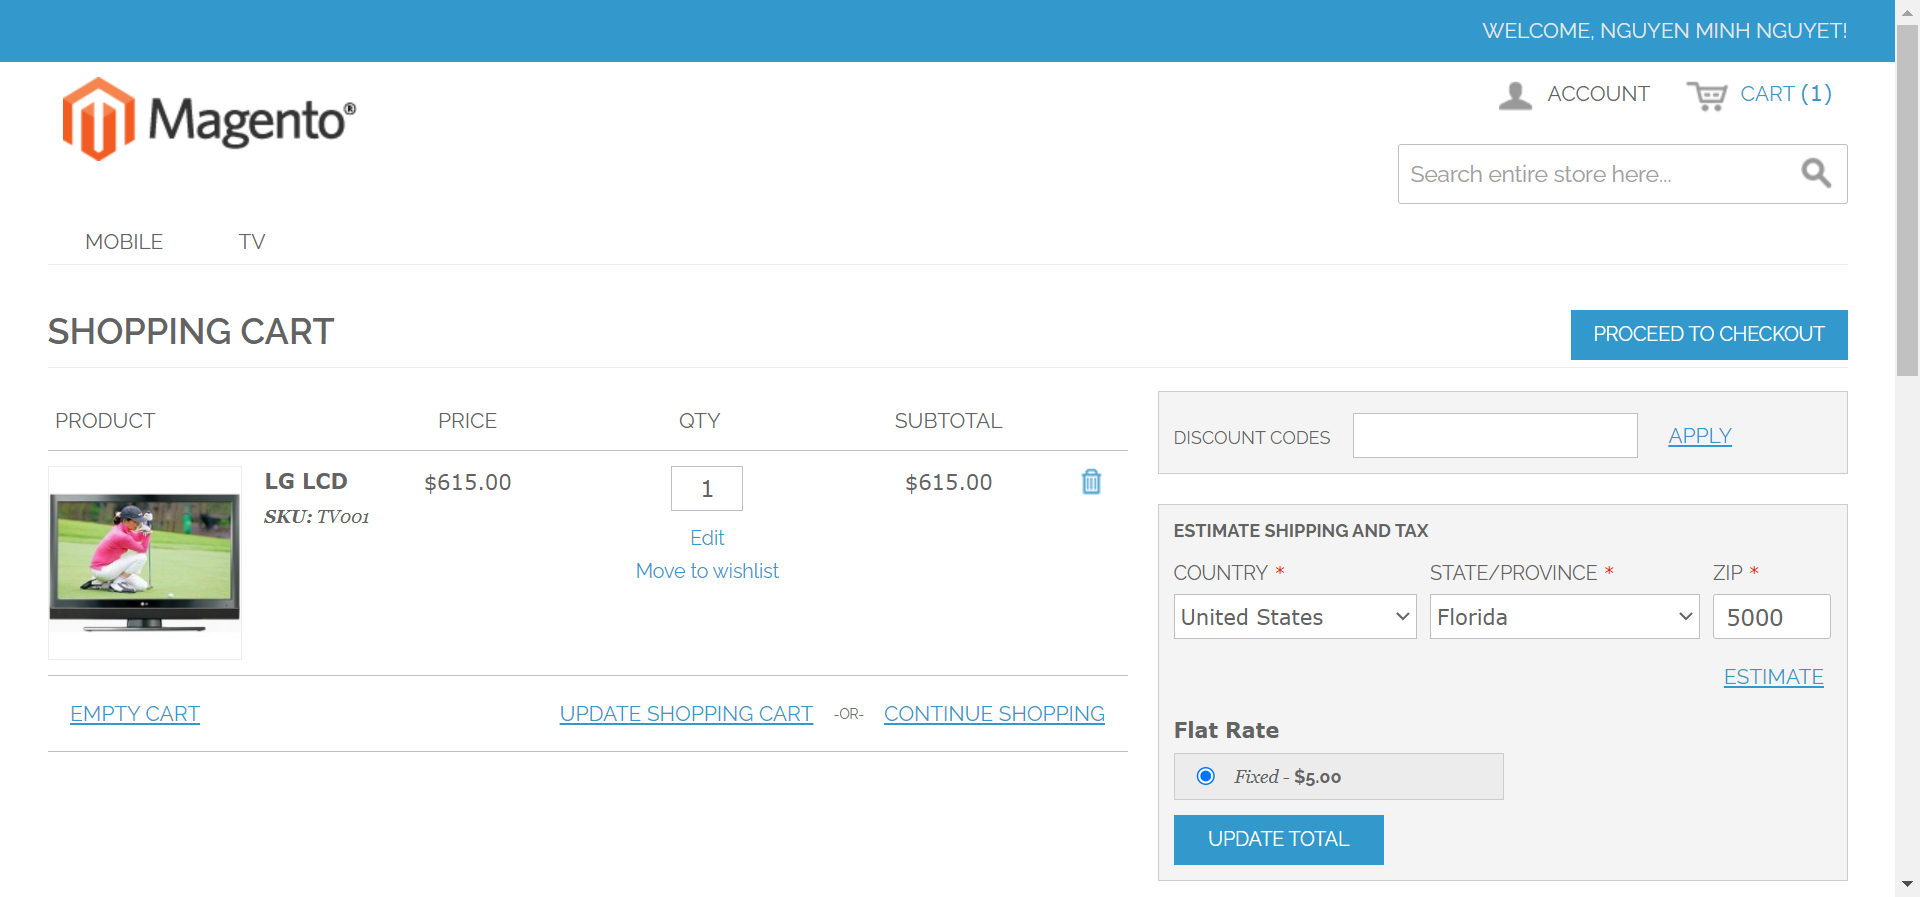 WELCOME, NGUYEN MINH NGUYET!
Magento®
ACCOUNT
CART (1)
Search entire store here...
MOBILE
TV
SHOPPING CART
PROCEED TO CHECKOUT
PRODUCT
PRICE
QTY
SUBTOTAL
LG LCD
SKU: TV001
$615.00
1
Edit
Move to wishlist
$615.00
EMPTY CART
UPDATE SHOPPING CART
-OR-
CONTINUE SHOPPING
DISCOUNT CODES
APPLY
ESTIMATE SHIPPING AND TAX
COUNTRY *
STATE/PROVINCE *
ZIP *
United States
Florida
5000
ESTIMATE
Flat Rate
Fixed - $5.00
UPDATE TOTAL